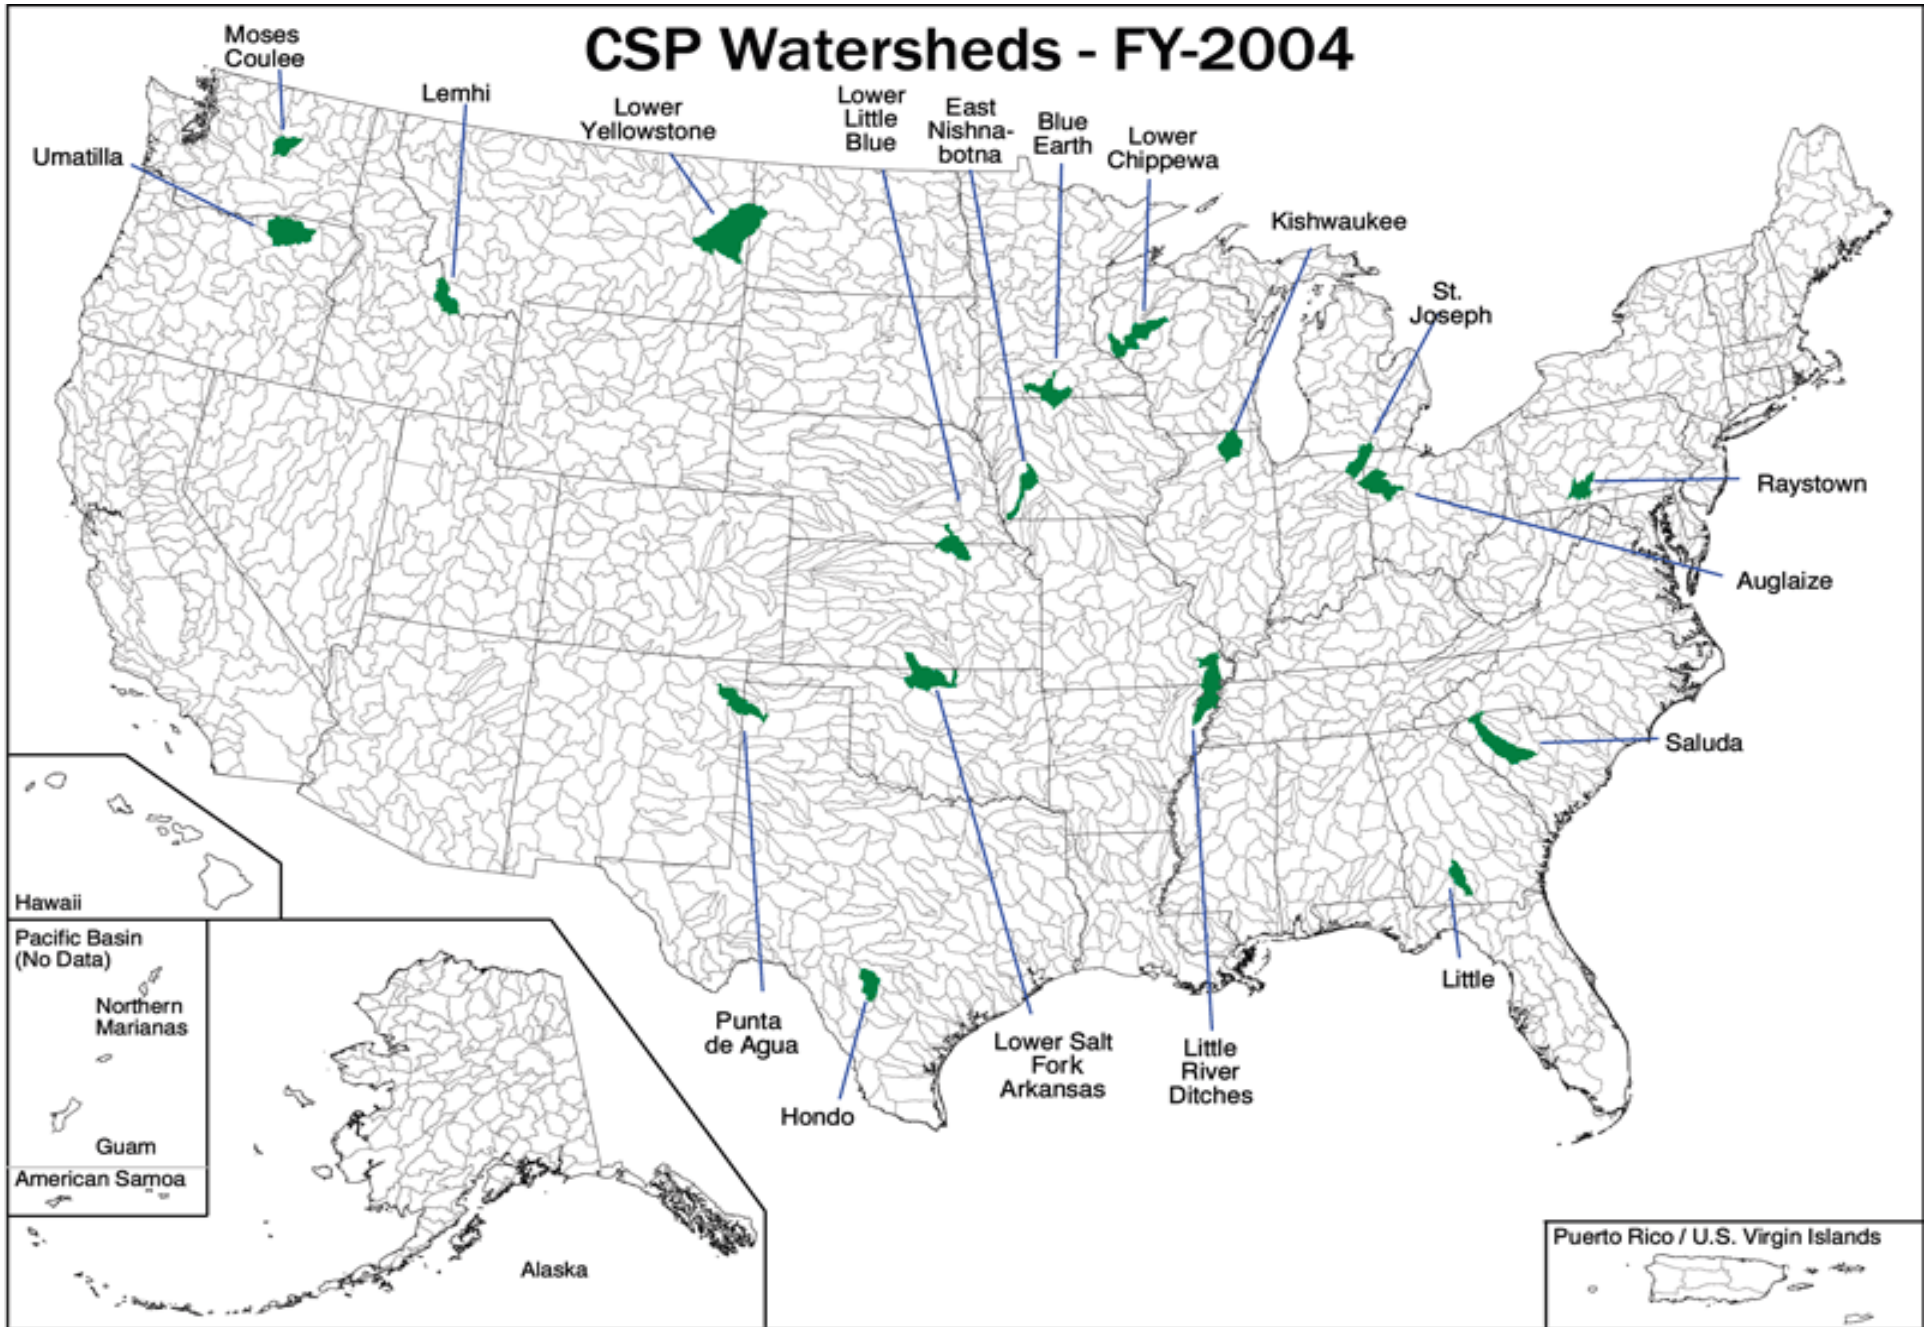 CSP Watersheds - FY-2004
Moses
Coulee
Lemhi
Lower
Yellowstone
Lower
Little
Blue
East
Nishna-
botna
Blue
Earth
Lower
Chippewa
Umatilla
Kishwaukee
St.
Joseph
Raystown
Auglaize
Saluda
Little
Punta
de Agua
Hondo
Lower Salt
Fork
Arkansas
Little
River
Ditches
Hawaii
Pacific Basin
(No Data)
Northern
Marianas
Guam
American Samoa
Alaska
Puerto Rico / U.S. Virgin Islands